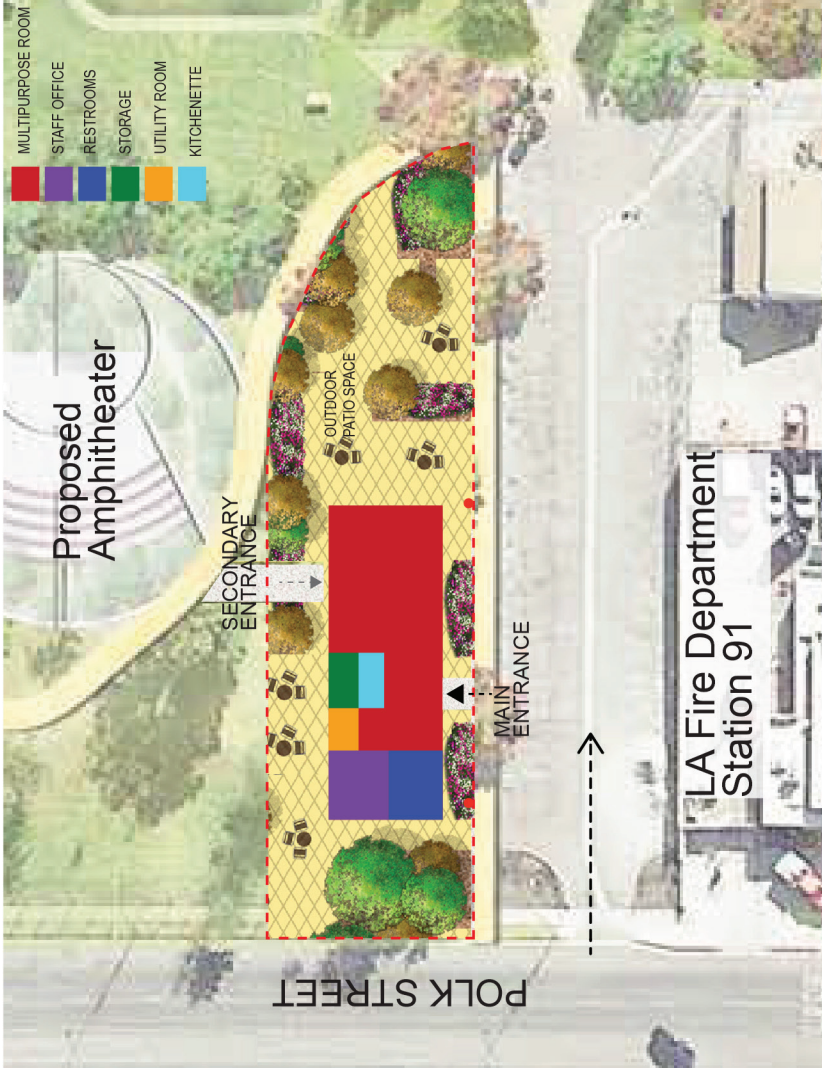 MULTIPURPOSE ROOM
STAFF OFFICE
RESTROOMS
STORAGE
UTILITY ROOM
KITCHENETTE
Proposed
Amphitheater
OUTDOOR
PATIO SPACE
SECONDARY
ENTRANCE
MAIN
ENTRANCE
LA Fire Department
Station 91
POLK STREET